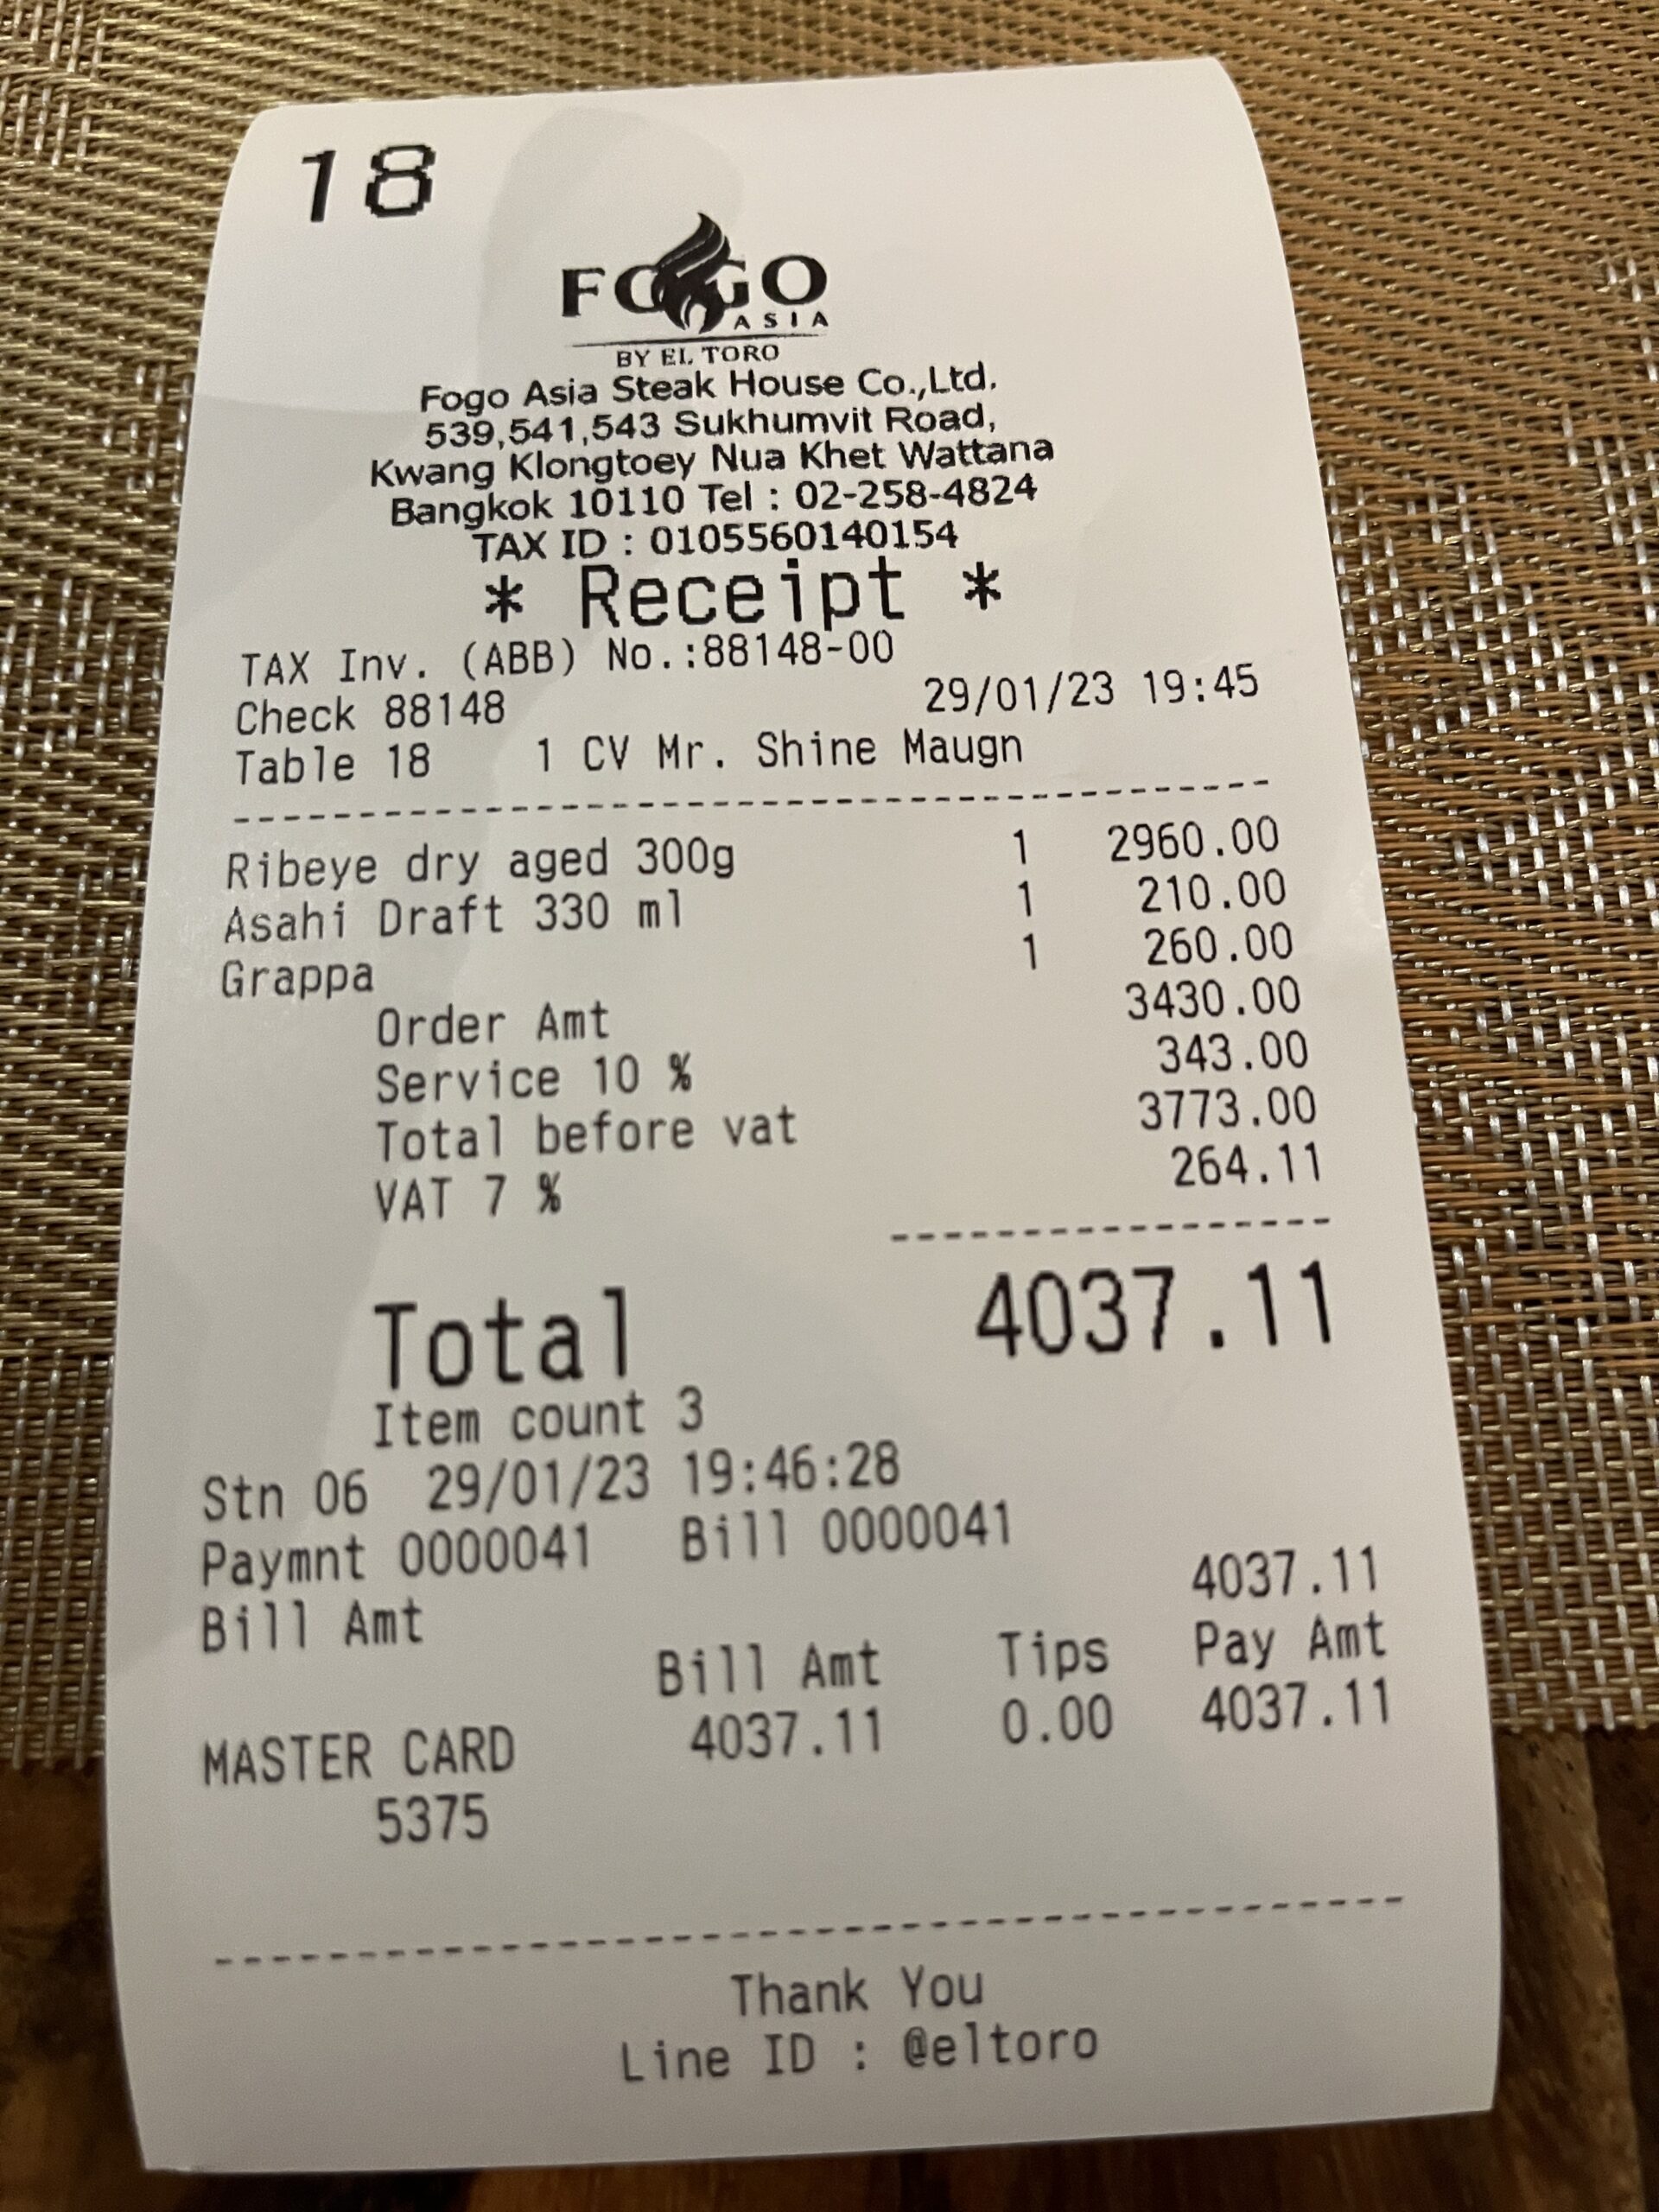 18
FOGO
ASIA
BY EL TORO
Fogo Asia Steak House Co.,Ltd.
539,541,543 Sukhumvit Road,
Kwang Klongtoey Nua Khet Wattana
Bangkok 10110 Tel : 02-258-4824
TAX ID : 0105560140154
* Receipt *
TAX Inv. (ABB) No.:88148-00
Check 88148 29/01/23 19:45
Table 18 1 CV Mr. Shine Maugn
Ribeye dry aged 300g 1 2960.00
Asahi Draft 330 ml 1 210.00
Grappa 1 260.00
Order Amt 3430.00
Service 10 % 343.00
Total before vat 3773.00
VAT 7 % 264.11
Total 4037.11
Item count 3
Stn 06 29/01/23 19:46:28
Paymnt 0000041 Bill 0000041
Bill Amt 4037.11
Bill Amt Tips Pay Amt
MASTER CARD 4037.11 0.00 4037.11
5375
Thank You
Line ID : @eltoro